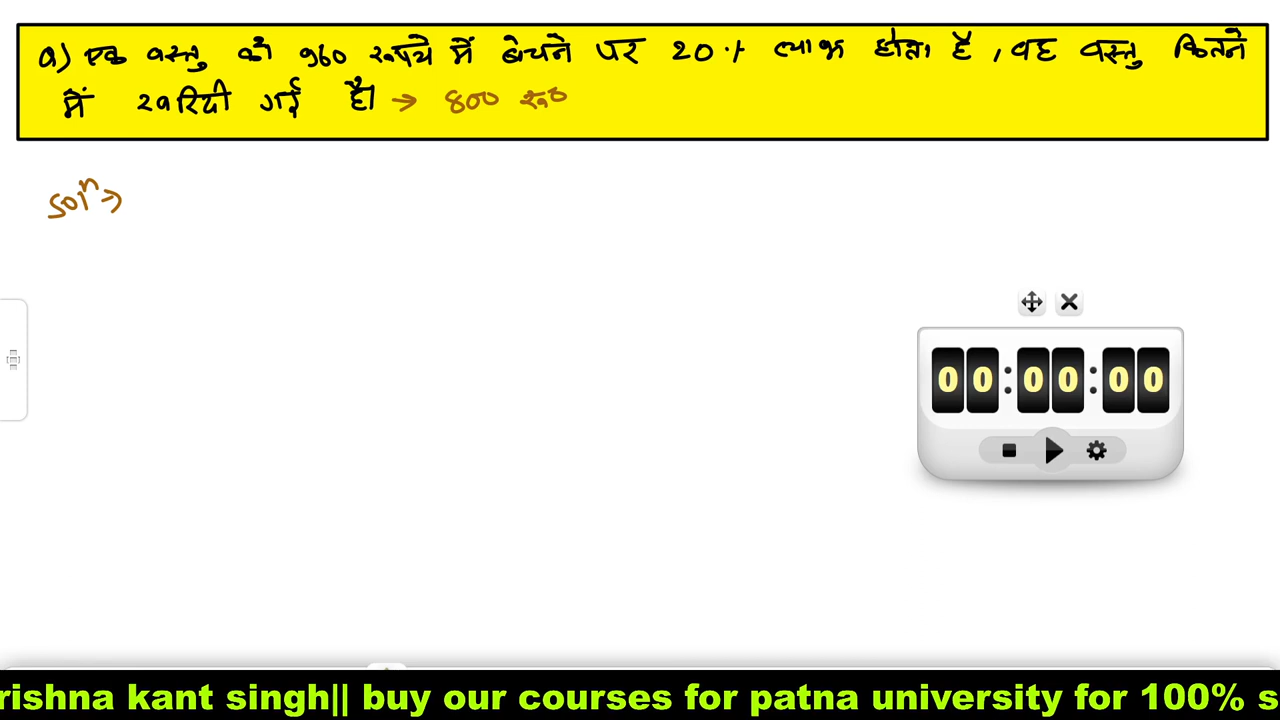 a) एक वस्तु को 960 रूपये में बेचने पर 20% लाभ होता है , वह वस्तु कितने
में खरिदी गई है। → 800 रू०
Solⁿ →
00:00:00
rishna kant singh|| buy our courses for patna university for 100% s